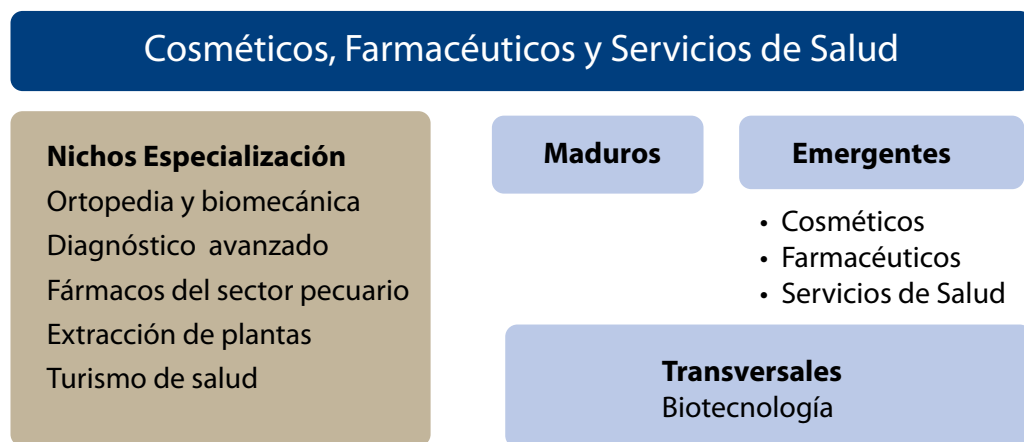 Cosméticos, Farmacéuticos y Servicios de Salud
Nichos Especialización
Ortopedia y biomecánica
Diagnóstico avanzado
Fármacos del sector pecuario
Extracción de plantas
Turismo de salud
Maduros
Emergentes
• Cosméticos
• Farmacéuticos
• Servicios de Salud
Transversales
Biotecnología